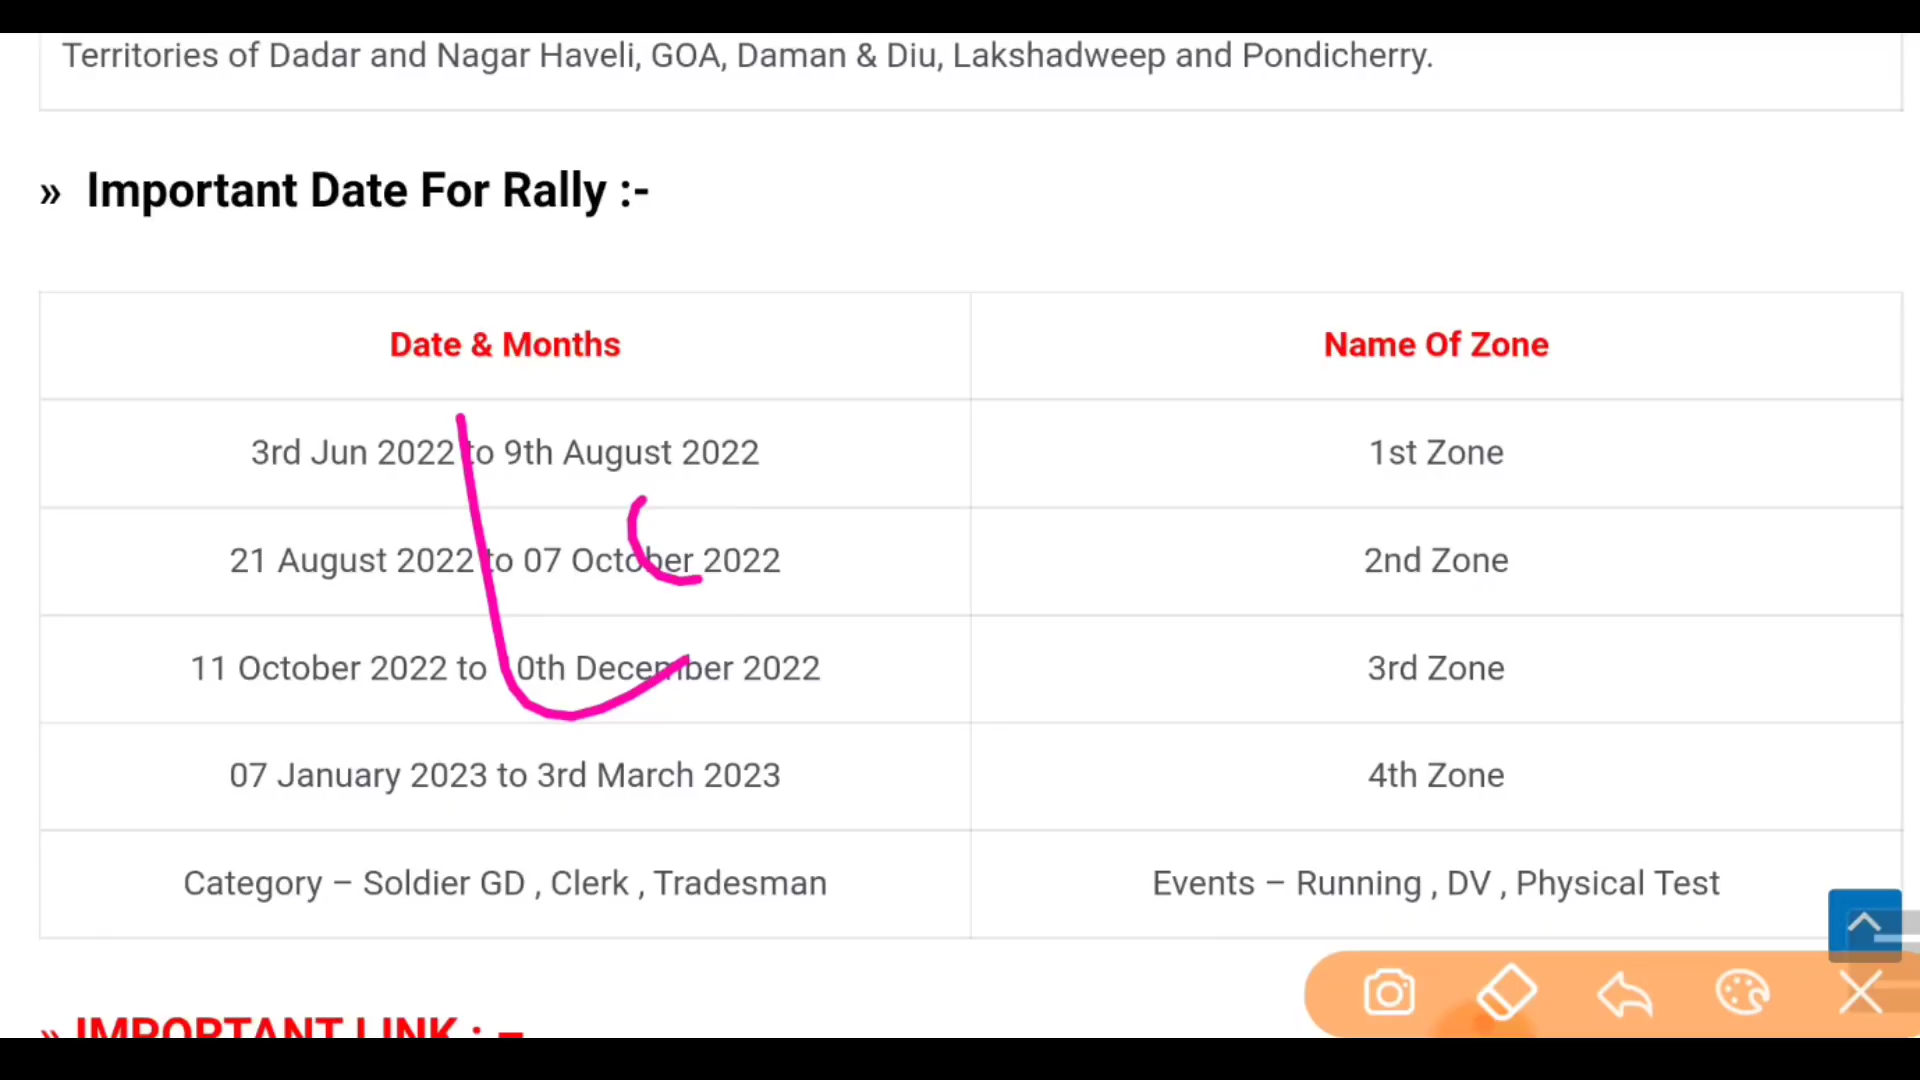 Territories of Dadar and Nagar Haveli, GOA, Daman & Diu, Lakshadweep and Pondicherry.
» Important Date For Rally :-
Date & Months Name Of Zone
3rd Jun 2022 to 9th August 2022 1st Zone
21 August 2022 to 07 October 2022 2nd Zone
11 October 2022 to 10th December 2022 3rd Zone
07 January 2023 to 3rd March 2023 4th Zone
Category – Soldier GD , Clerk , Tradesman Events – Running , DV , Physical Test
» IMPORTANT LINK : –